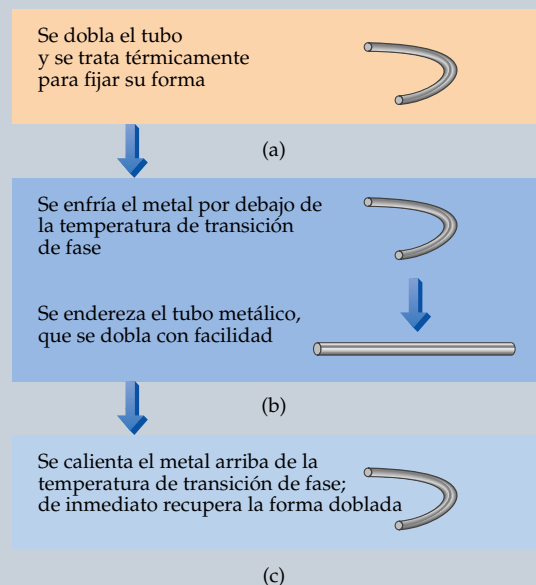 Se dobla el tubo
y se trata térmicamente
para fijar su forma
(a)
Se enfría el metal por debajo de
la temperatura de transición
de fase
Se endereza el tubo metálico,
que se dobla con facilidad
(b)
Se calienta el metal arriba de la
temperatura de transición de fase;
de inmediato recupera la forma doblada
(c)